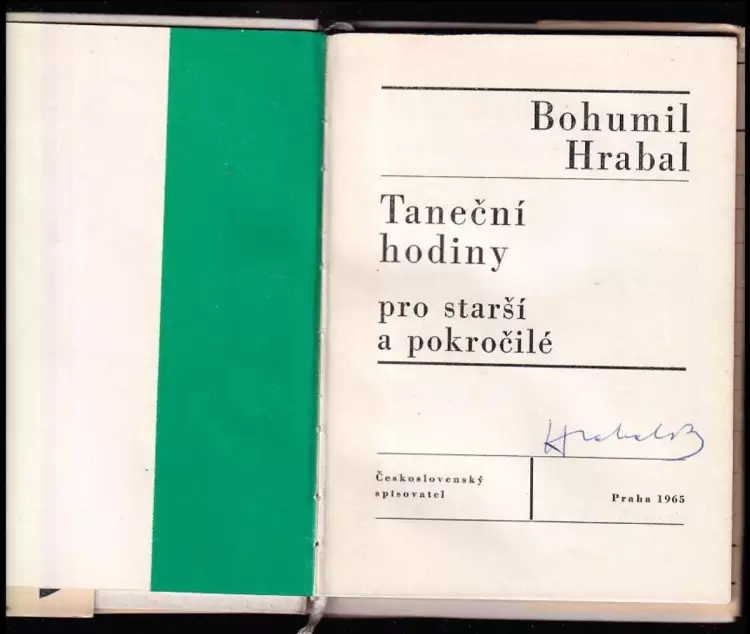 Bohumil
Hrabal
Taneční
hodiny
pro starší
a pokročilé
Hrabal B
Československý
spisovatel
Praha 1965